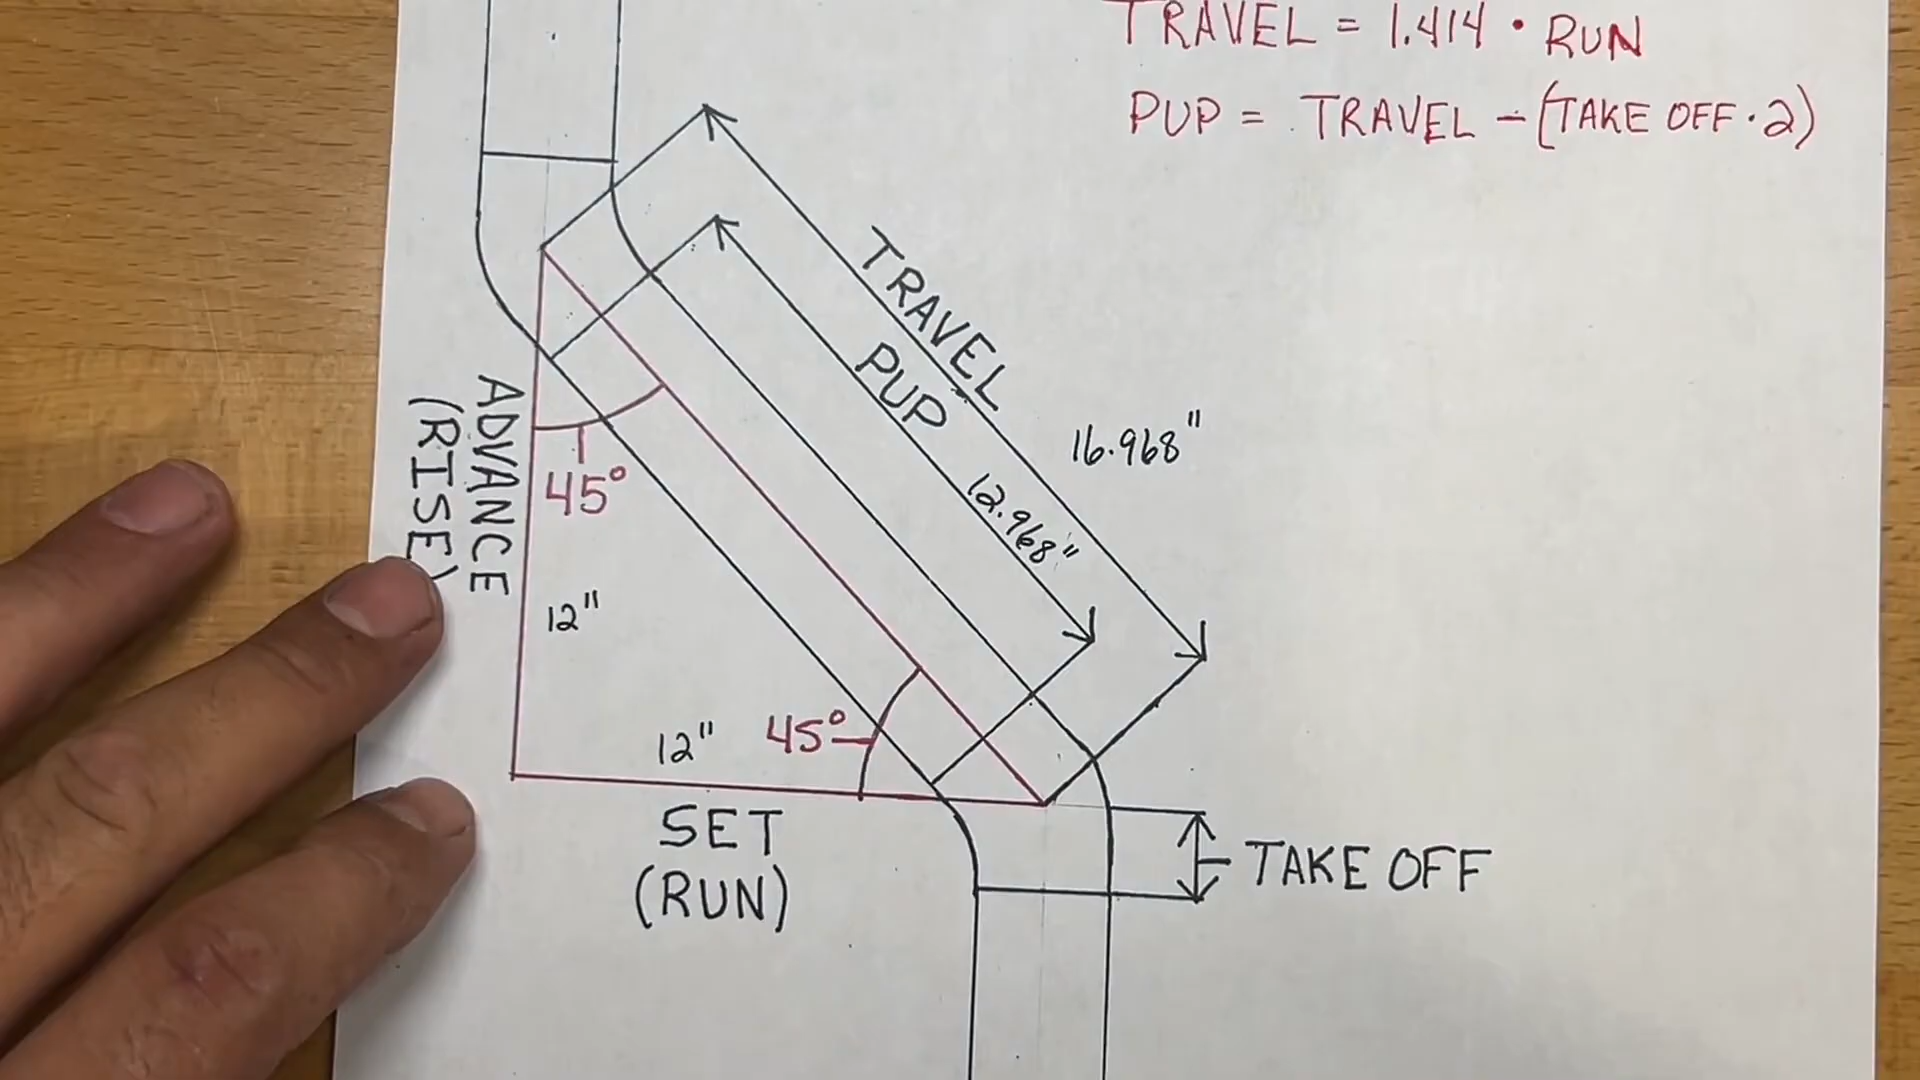 TRAVEL = 1.414 • RUN
PUP = TRAVEL - (TAKE OFF • 2)
TRAVEL
16.968"
PUP 12.968"
ADVANCE
(RISE)
45°
12"
12"
45°
SET
(RUN)
TAKE OFF